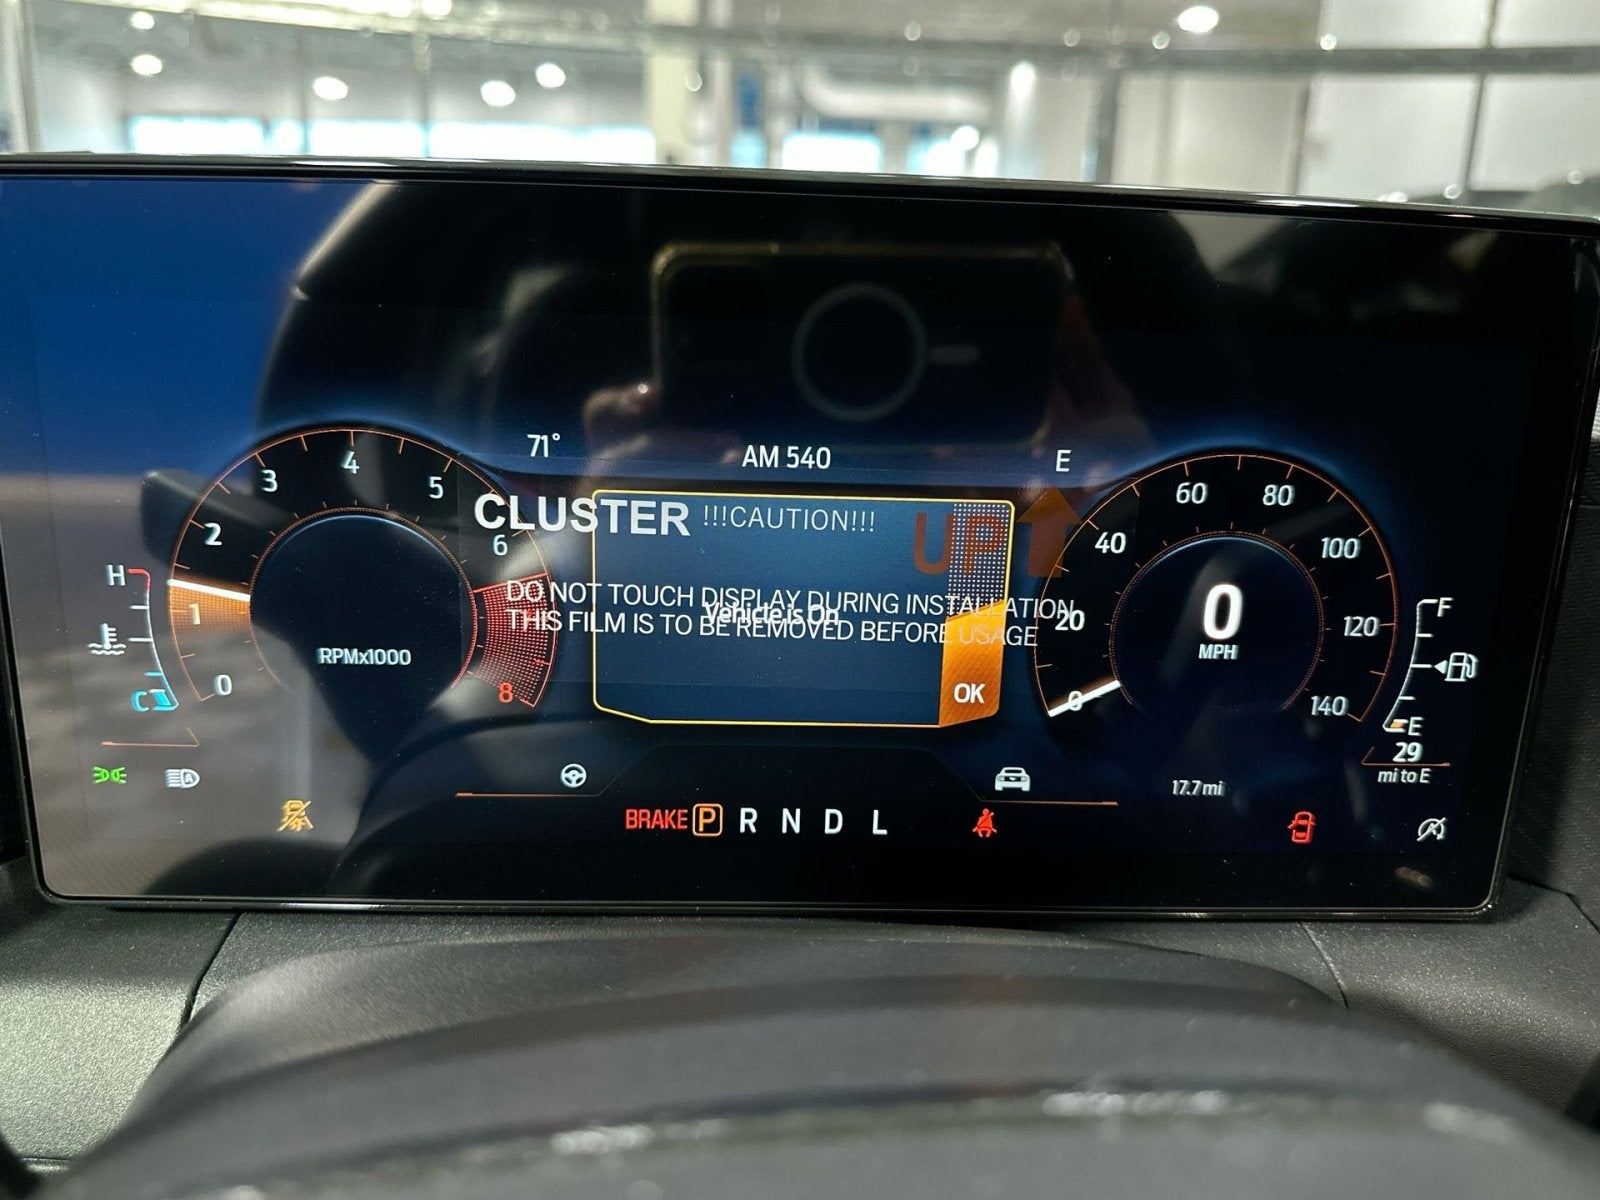 71°
AM 540
E
CLUSTER !!!CAUTION!!!
UP
DO NOT TOUCH DISPLAY DURING INSTALLATION
THIS FILM IS TO BE REMOVED BEFORE USAGE
Vehicle is On
OK
H
C
0
1
2
3
4
5
6
8
RPMx1000
0
20
40
60
80
100
120
140
0
MPH
F
E
29
mi to E
A
BRAKE P R N D L
17.7 mi
A